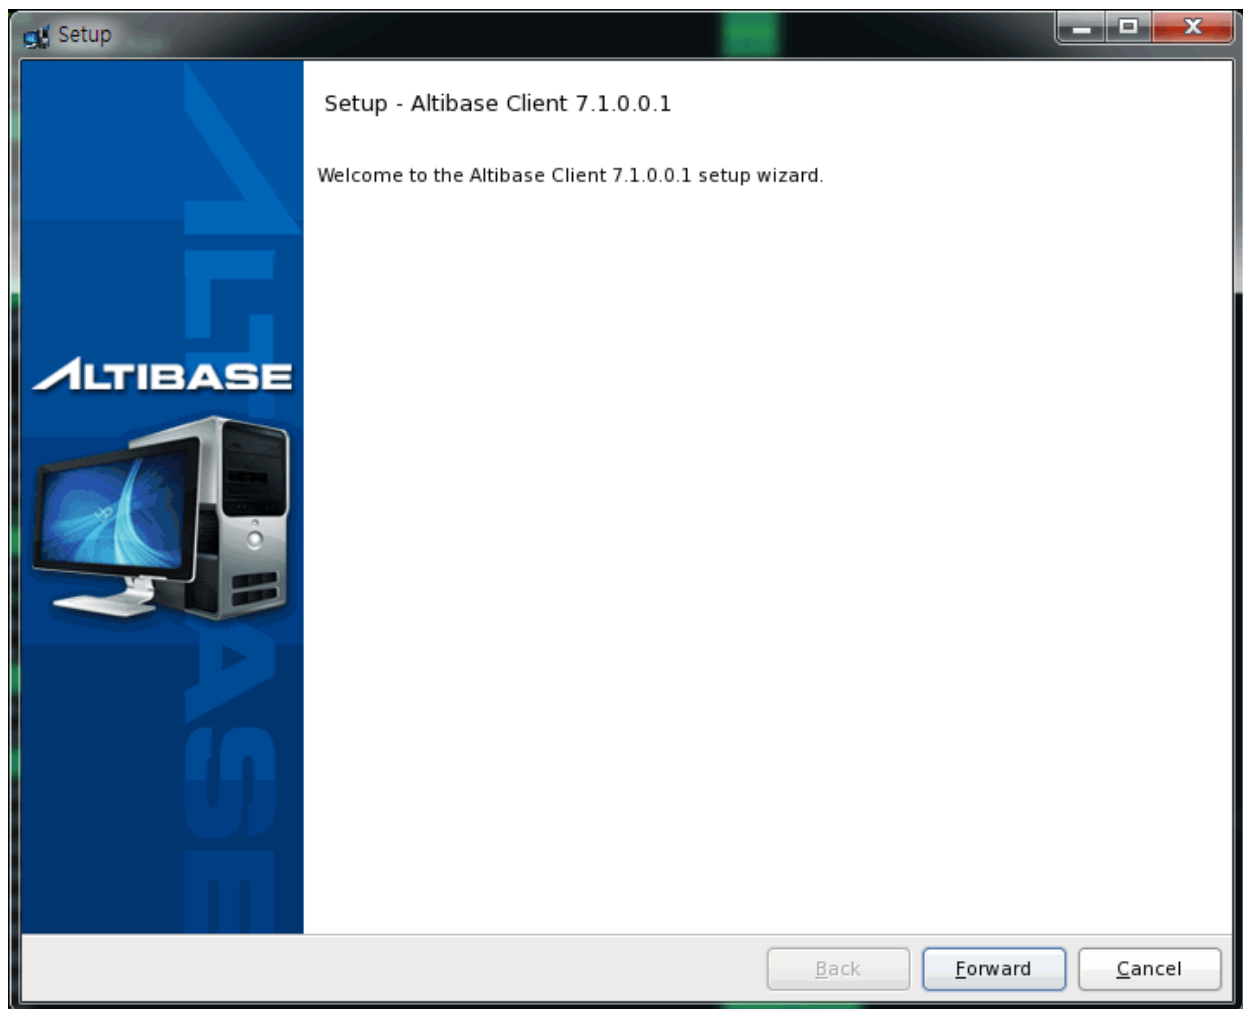 Setup
Setup - Altibase Client 7.1.0.0.1
Welcome to the Altibase Client 7.1.0.0.1 setup wizard.
ALTIBASE
ALTIBASE
Back
Forward
Cancel